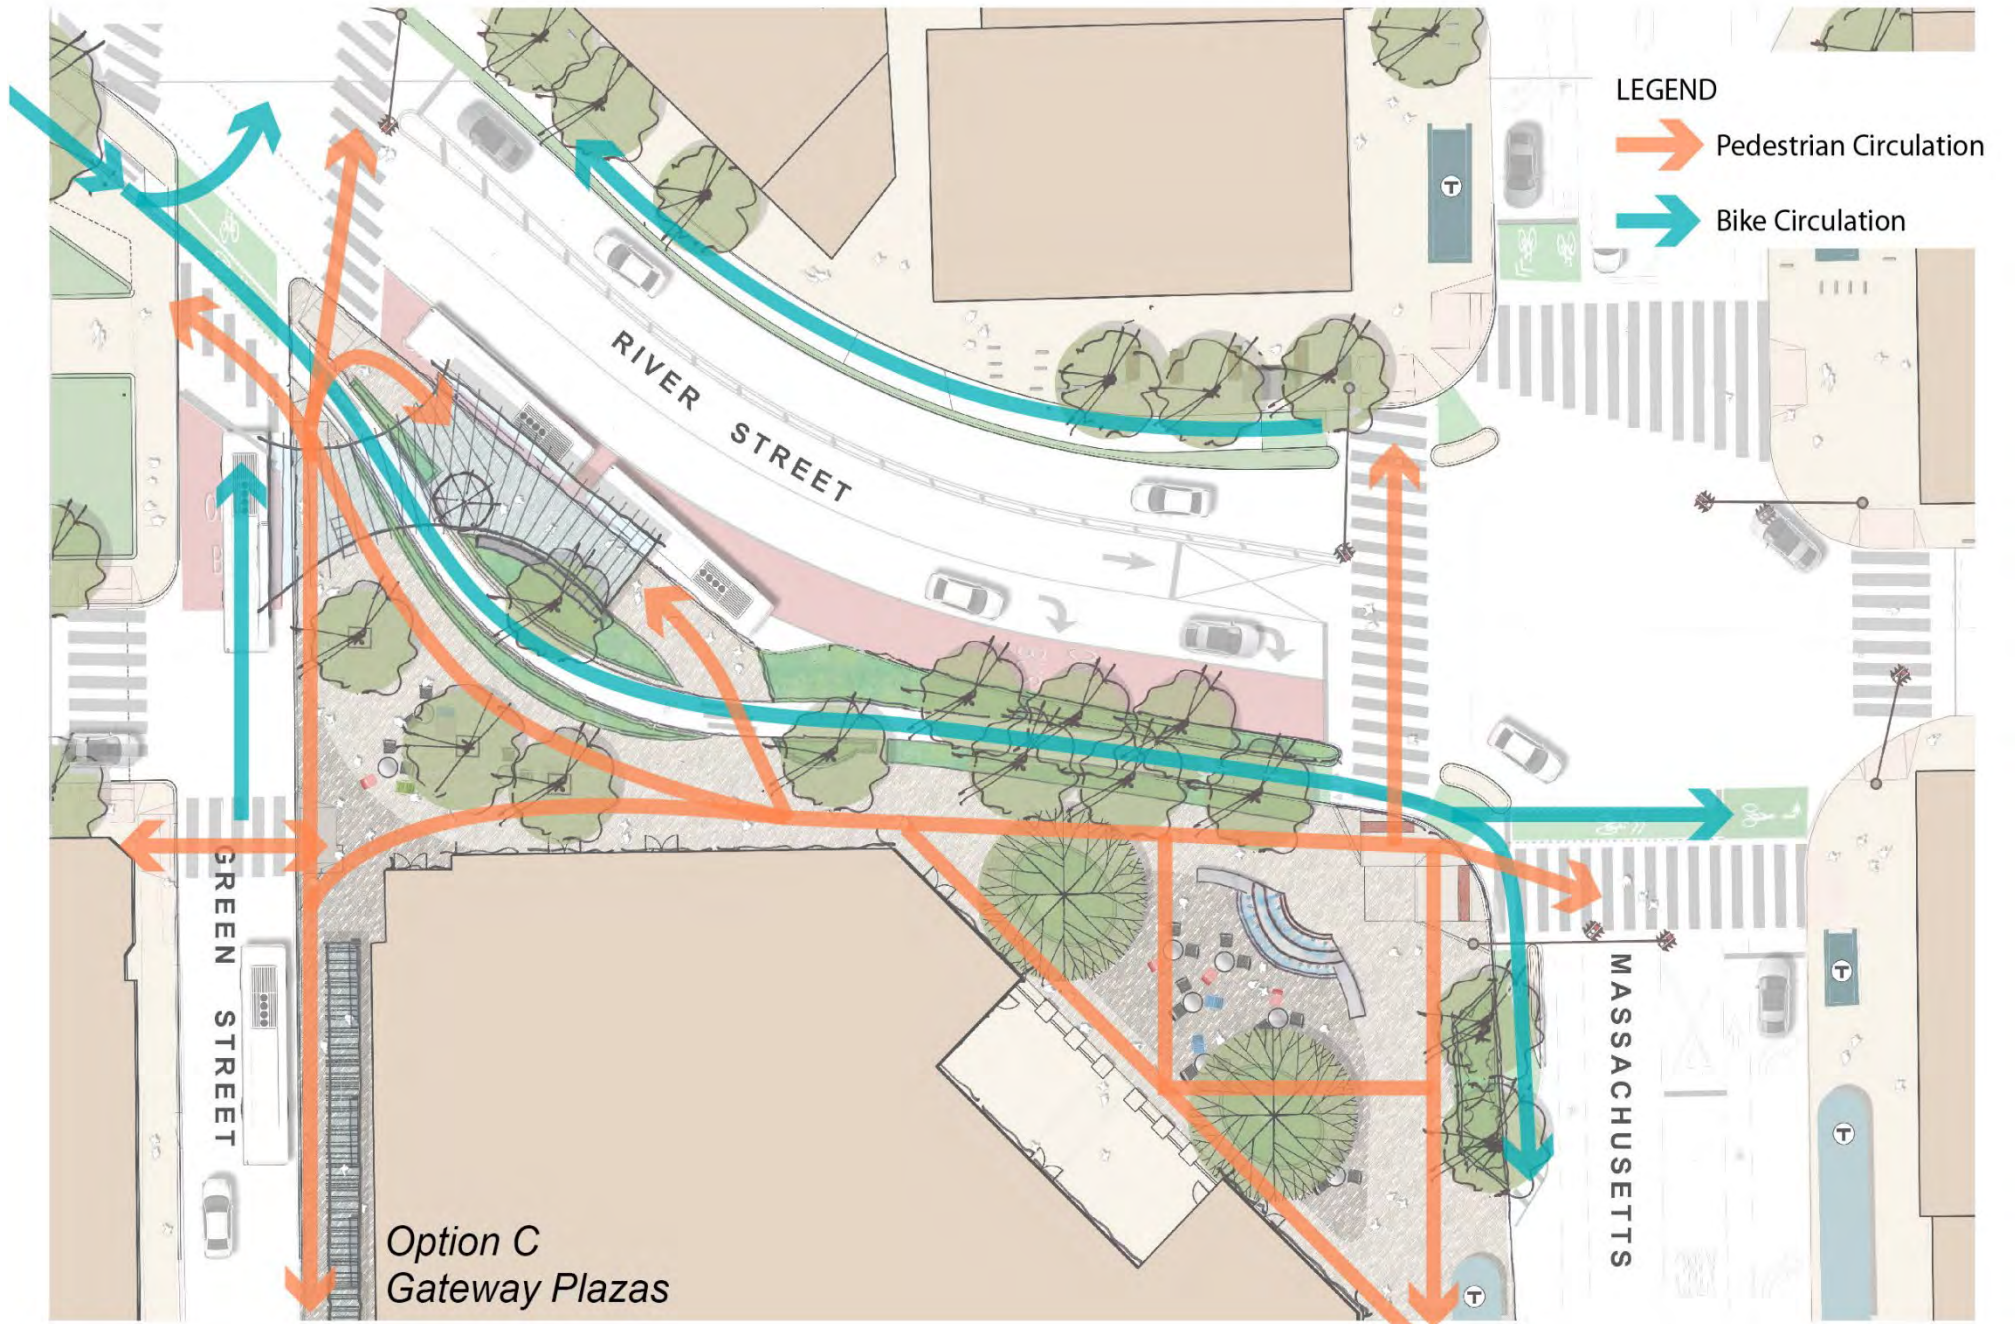 LEGEND
Pedestrian Circulation
Bike Circulation
T
RIVER STREET
GREEN STREET
MASSACHUSETTS
T
T
T
Option C
Gateway Plazas